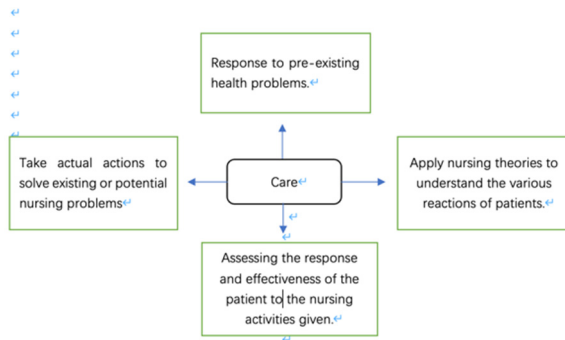 Response to pre-existing
health problems.
Take actual actions to
solve existing or potential
nursing problems
Care
Apply nursing theories to
understand the various
reactions of patients.
Assessing the response
and effectiveness of the
patient to the nursing
activities given.